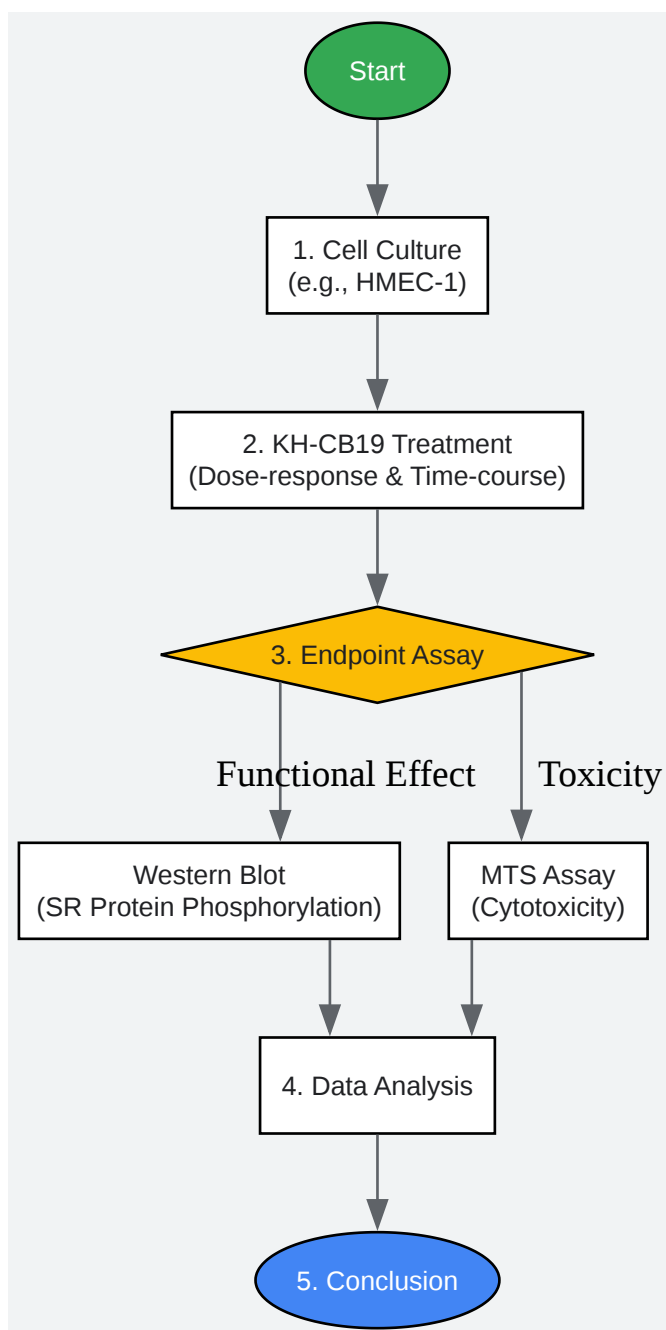 Start
1. Cell Culture
(e.g., HMEC-1)
2. KH-CB19 Treatment
(Dose-response & Time-course)
3. Endpoint Assay
Functional Effect
Toxicity
Western Blot
(SR Protein Phosphorylation)
MTS Assay
(Cytotoxicity)
4. Data Analysis
5. Conclusion